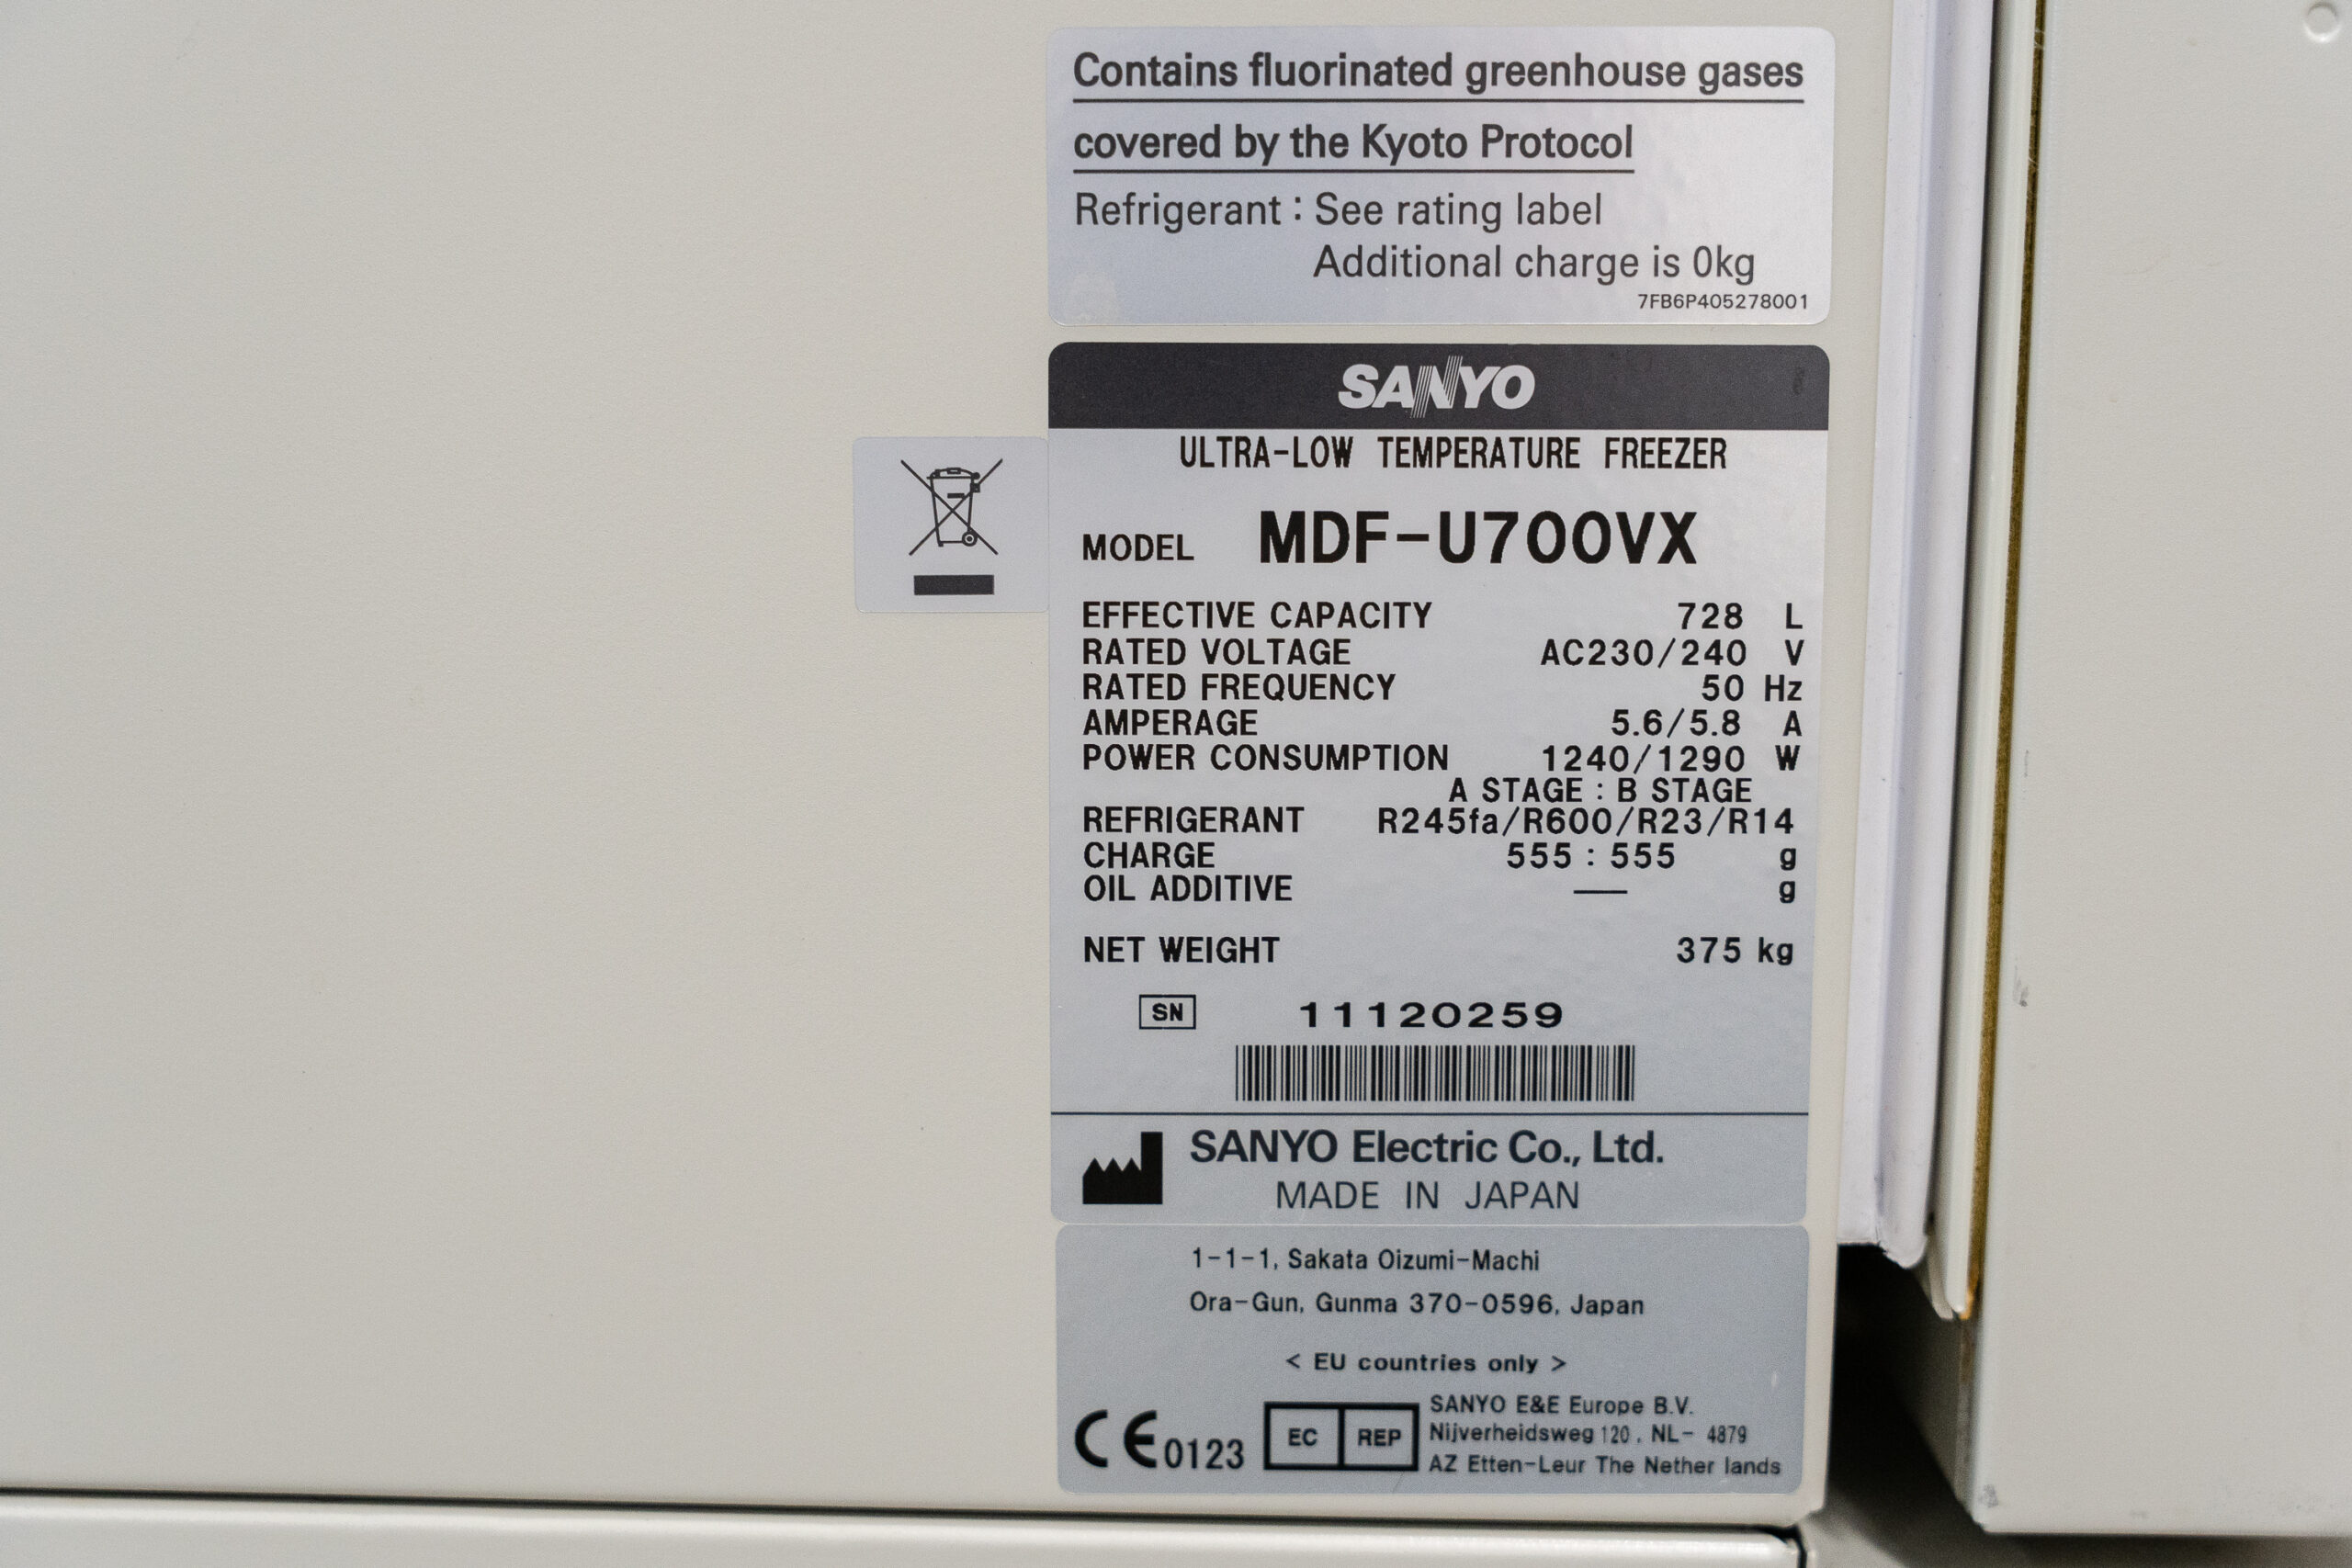 Contains fluorinated greenhouse gases
covered by the Kyoto Protocol
Refrigerant : See rating label
Additional charge is 0kg
7FB6P405278001
SANYO
ULTRA-LOW TEMPERATURE FREEZER
MODEL MDF-U700VX
EFFECTIVE CAPACITY 728 L
RATED VOLTAGE AC230/240 V
RATED FREQUENCY 50 Hz
AMPERAGE 5.6/5.8 A
POWER CONSUMPTION 1240/1290 W
A STAGE : B STAGE
REFRIGERANT R245fa/R600/R23/R14
CHARGE 555 : 555 g
OIL ADDITIVE — g
NET WEIGHT 375 kg
SN 11120259
SANYO Electric Co., Ltd.
MADE IN JAPAN
1-1-1, Sakata Oizumi-Machi
Ora-Gun, Gunma 370-0596, Japan
< EU countries only >
CE 0123 EC REP
SANYO E&E Europe B.V.
Nijverheidsweg 120 , NL- 4879
AZ Etten-Leur The Nether lands